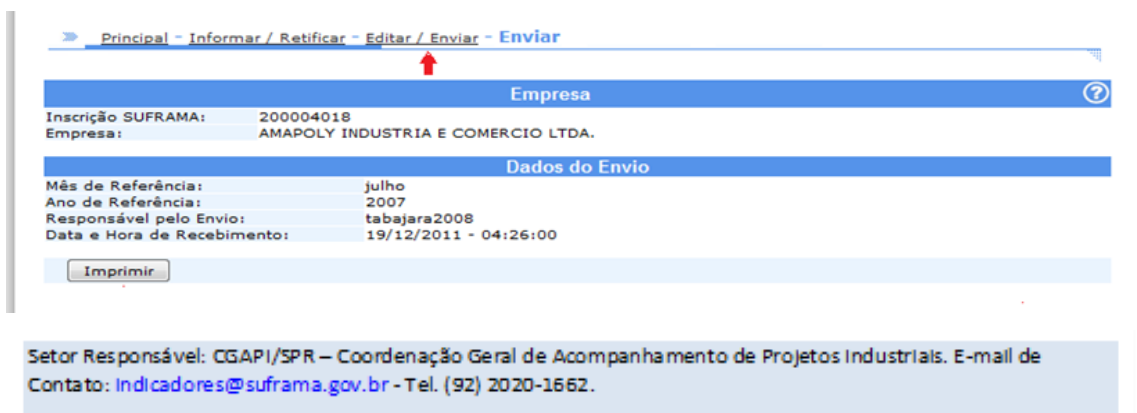 Principal - Informar / Retificar - Editar / Enviar - Enviar
Empresa ?
Inscrição SUFRAMA: 200004018
Empresa: AMAPOLY INDUSTRIA E COMERCIO LTDA.
Dados do Envio
Mês de Referência: julho
Ano de Referência: 2007
Responsável pelo Envio: tabajara2008
Data e Hora de Recebimento: 19/12/2011 - 04:26:00
Imprimir
Setor Responsável: CGAPI/SPR – Coordenação Geral de Acompanhamento de Projetos Industriais. E-mail de
Contato: Indicadores@suframa.gov.br - Tel. (92) 2020-1662.